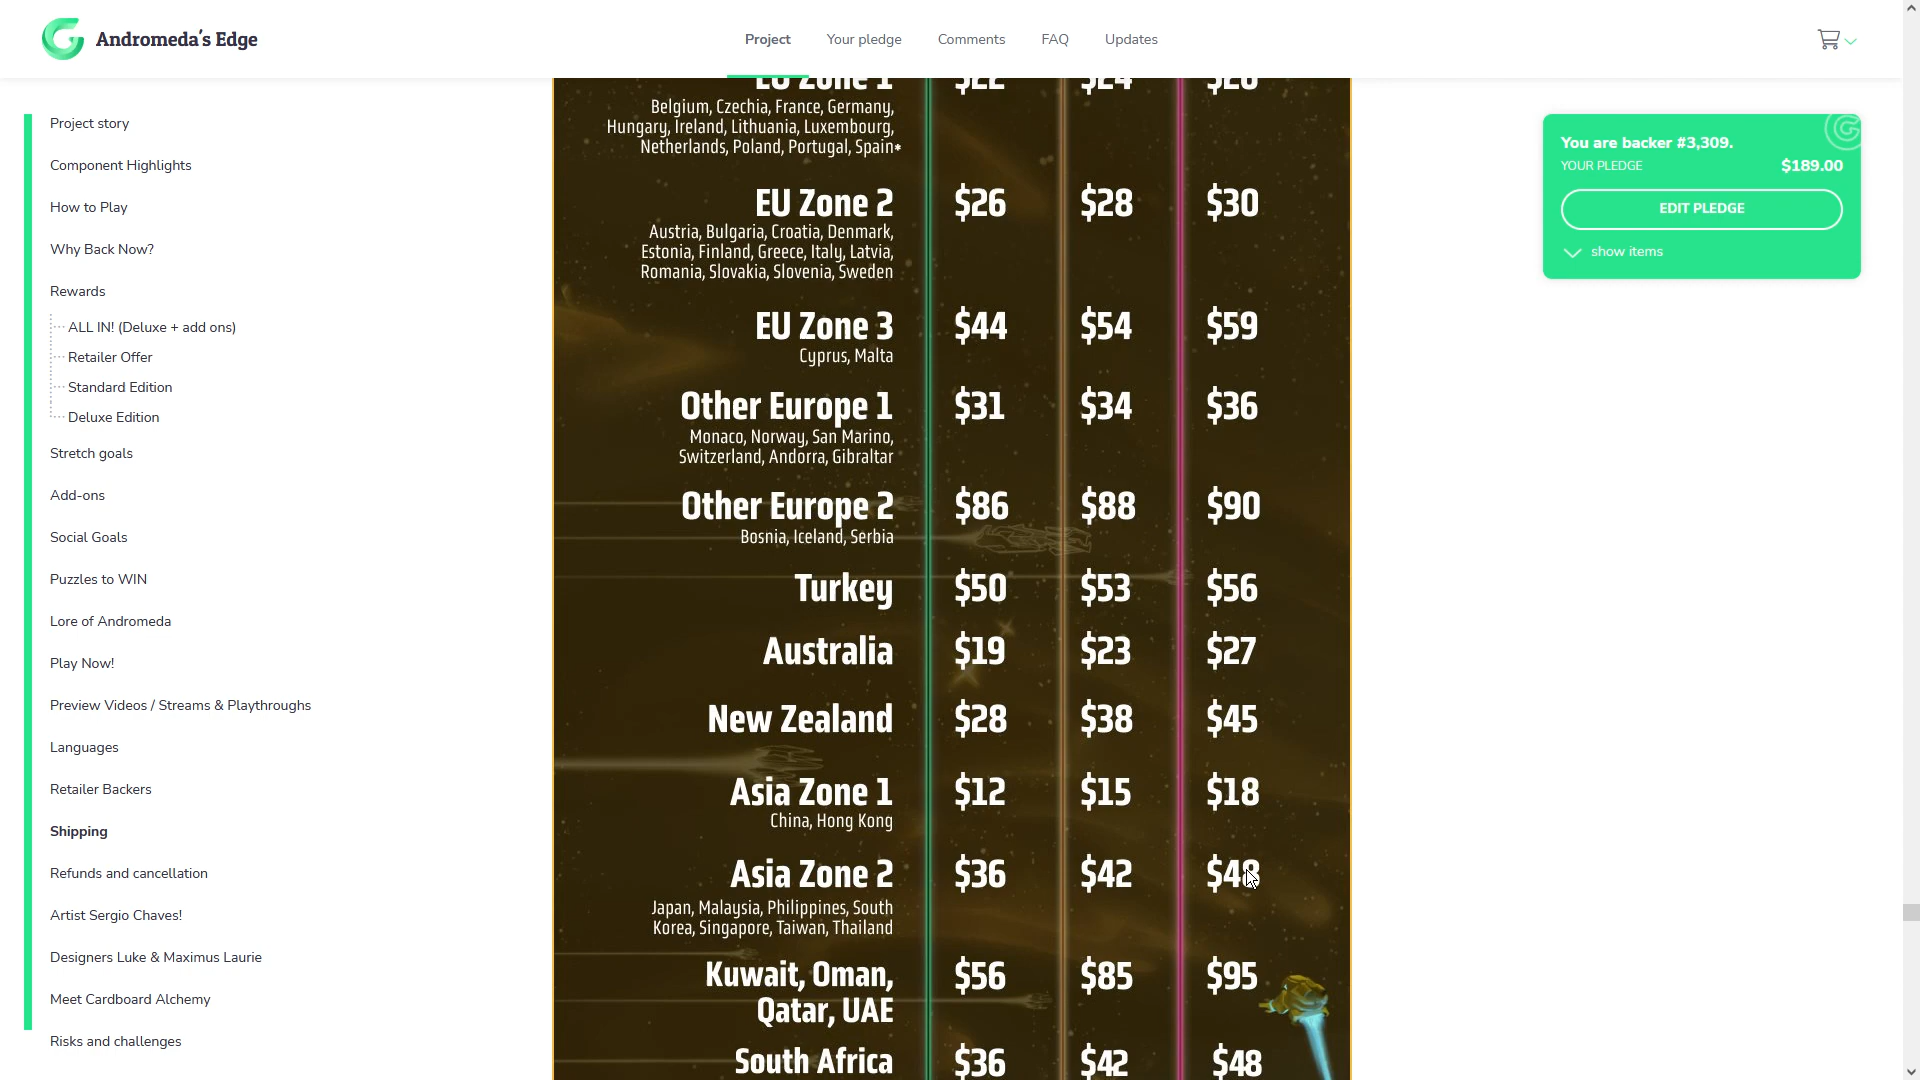 Andromeda's Edge
Project
Your pledge
Comments
FAQ
Updates
Project story
Component Highlights
How to Play
Why Back Now?
Rewards
ALL IN! (Deluxe + add ons)
Retailer Offer
Standard Edition
Deluxe Edition
Stretch goals
Add-ons
Social Goals
Puzzles to WIN
Lore of Andromeda
Play Now!
Preview Videos / Streams & Playthroughs
Languages
Retailer Backers
Shipping
Refunds and cancellation
Artist Sergio Chaves!
Designers Luke & Maximus Laurie
Meet Cardboard Alchemy
Risks and challenges
EU Zone 1 $22 $24 $26
Belgium, Czechia, France, Germany,
Hungary, Ireland, Lithuania, Luxembourg,
Netherlands, Poland, Portugal, Spain*
EU Zone 2 $26 $28 $30
Austria, Bulgaria, Croatia, Denmark,
Estonia, Finland, Greece, Italy, Latvia,
Romania, Slovakia, Slovenia, Sweden
EU Zone 3 $44 $54 $59
Cyprus, Malta
Other Europe 1 $31 $34 $36
Monaco, Norway, San Marino,
Switzerland, Andorra, Gibraltar
Other Europe 2 $86 $88 $90
Bosnia, Iceland, Serbia
Turkey $50 $53 $56
Australia $19 $23 $27
New Zealand $28 $38 $45
Asia Zone 1 $12 $15 $18
China, Hong Kong
Asia Zone 2 $36 $42 $48
Japan, Malaysia, Philippines, South
Korea, Singapore, Taiwan, Thailand
Kuwait, Oman, $56 $85 $95
Qatar, UAE
South Africa $36 $42 $48
You are backer #3,309.
YOUR PLEDGE $189.00
EDIT PLEDGE
show items